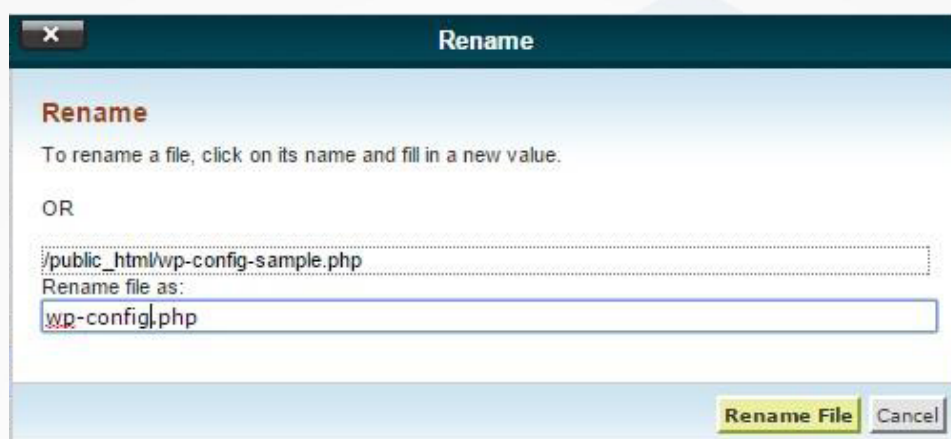 Rename
Rename
To rename a file, click on its name and fill in a new value.
OR
/public_html/wp-config-sample.php
Rename file as:
wp-config.php
Rename File Cancel